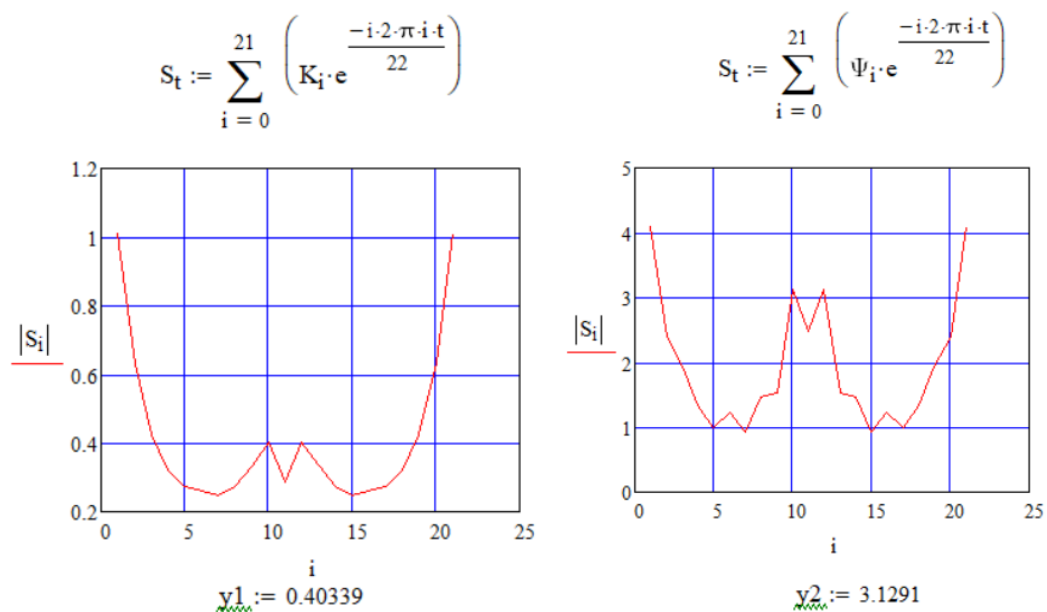 S_t := ∑_{i = 0}^{21} (K_i·e^{\frac{-i·2·π·i·t}{22}})
1.2
1
0.8
0.6
0.4
0.2
|S_i|
0 5 10 15 20 25
i
y1 := 0.40339
S_t := ∑_{i = 0}^{21} (Ψ_i·e^{\frac{-i·2·π·i·t}{22}})
5
4
3
2
1
0
|S_i|
0 5 10 15 20 25
i
y2 := 3.1291